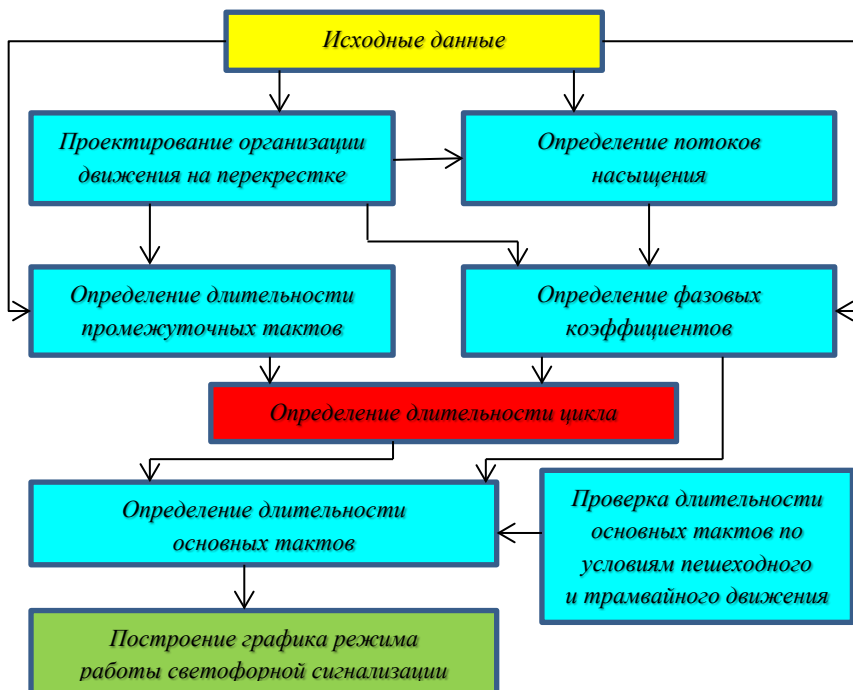 Исходные данные
Проектирование организации
движения на перекрестке
Определение потоков
насыщения
Определение длительности
промежуточных тактов
Определение фазовых
коэффициентов
Определение длительности цикла
Определение длительности
основных тактов
Проверка длительности
основных тактов по
условиям пешеходного
и трамвайного движения
Построение графика режима
работы светофорной сигнализации